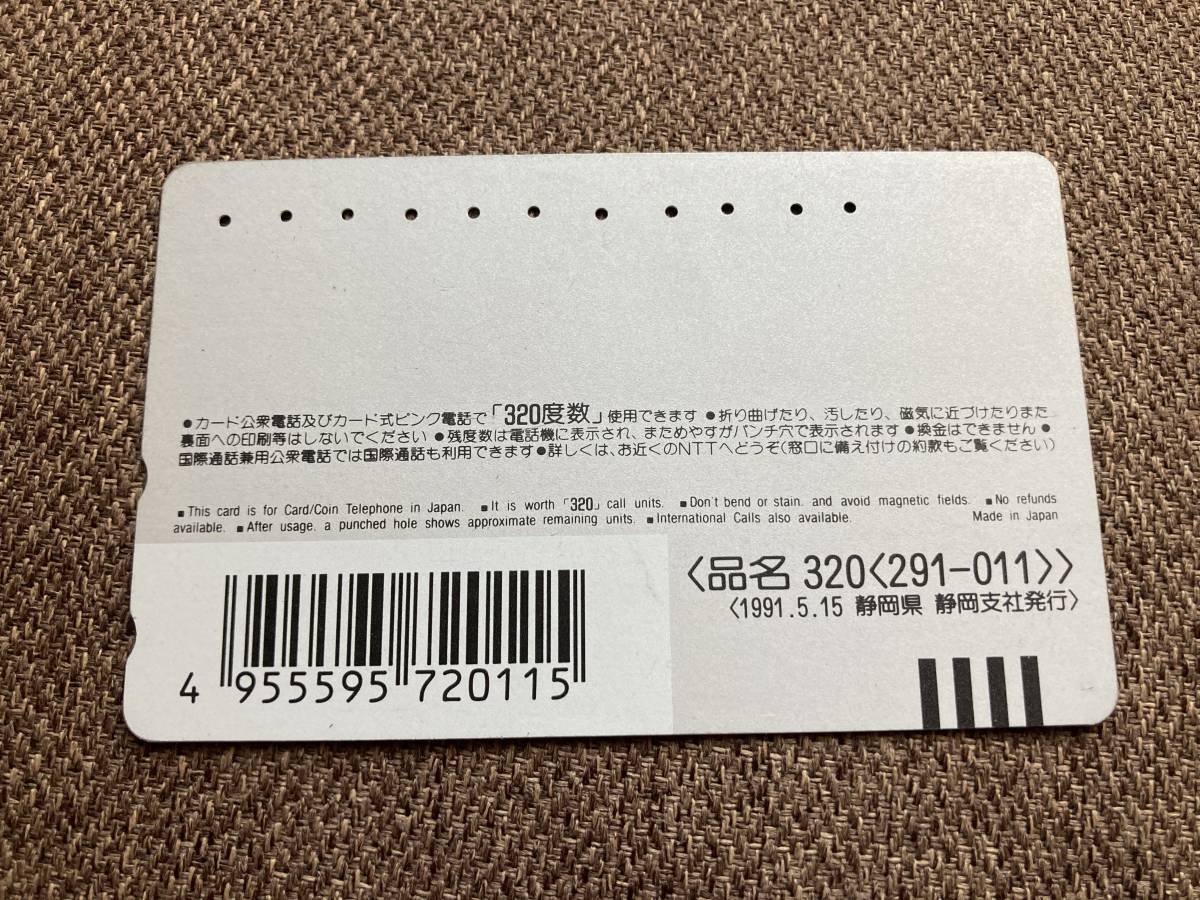 ●カード公衆電話及びカード式ピンク電話で「320度数」使用できます ●折り曲げたり、汚したり、磁気に近づけたりまた
裏面への印刷等はしないでください ●残度数は電話機に表示され、まためやすがパンチ穴で表示されます ●換金はできません ●
国際通話兼用公衆電話では国際通話も利用できます ●詳しくは、お近くのNTTへどうぞ(窓口に備え付けの約款もご覧ください)
■ This card is for Card/Coin Telephone in Japan. ■ It is worth「320」call units. ■ Don't bend or stain. and avoid magnetic fields. ■ No refunds
available. ■ After usage. a punched hole shows approximate remaining units. ■ International Calls also available. Made in Japan
〈品名 320〈291-011〉〉
〈1991.5.15 静岡県 静岡支社発行〉
4 955595 720115